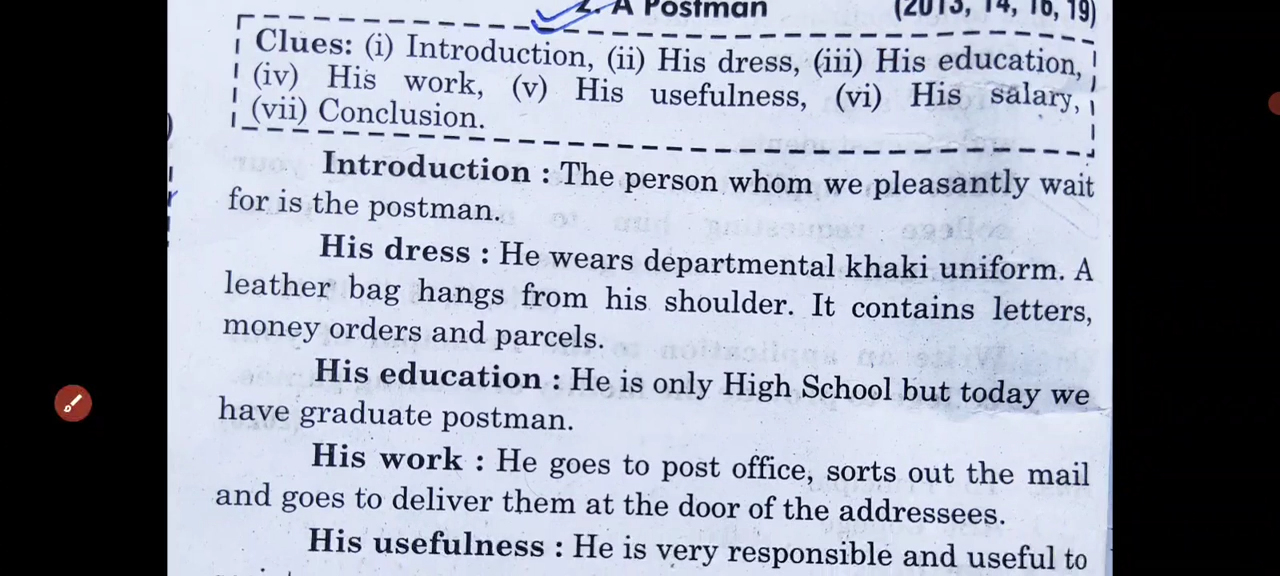 2. A Postman (2013, 14, 16, 19)
Clues: (i) Introduction, (ii) His dress, (iii) His education,
(iv) His work, (v) His usefulness, (vi) His salary,
(vii) Conclusion.
Introduction : The person whom we pleasantly wait
for is the postman.
His dress : He wears departmental khaki uniform. A
leather bag hangs from his shoulder. It contains letters,
money orders and parcels.
His education : He is only High School but today we
have graduate postman.
His work : He goes to post office, sorts out the mail
and goes to deliver them at the door of the addressees.
His usefulness : He is very responsible and useful to